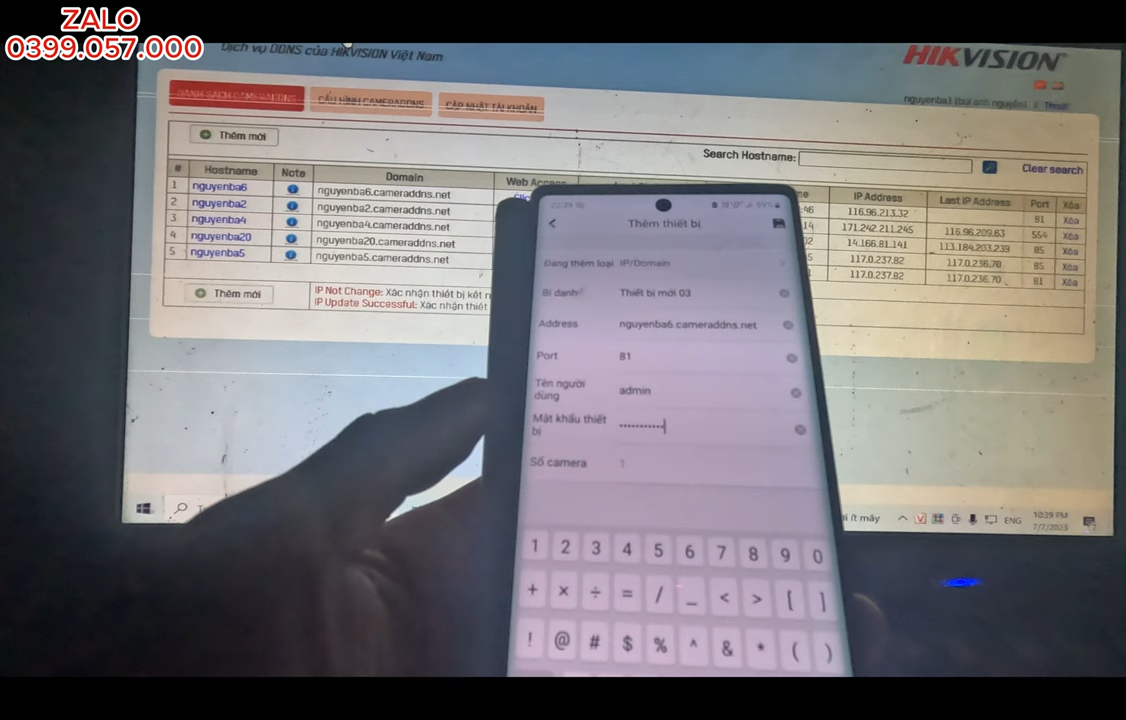 ZALO
0399.057.000
Dịch vụ DDNS của HIKVISION Việt Nam
HIKVISION
DANH SÁCH CAMERADDNS
CẤU HÌNH CAMERADDNS
CẬP NHẬT TÀI KHOẢN
Thêm mới
Search Hostname:
Clear search
# Hostname Note Domain Web Access IP Address Last IP Address Port Xóa
1 nguyenba6 nguyenba6.cameraddns.net 116.96.213.32 81 Xóa
2 nguyenba2 nguyenba2.cameraddns.net 171.242.211.245 116.96.209.63 554 Xóa
3 nguyenba4 nguyenba4.cameraddns.net 14.166.81.141 113.184.203.239 85 Xóa
4 nguyenba20 nguyenba20.cameraddns.net 117.0.237.82 117.0.236.70 85 Xóa
5 nguyenba5 nguyenba5.cameraddns.net 117.0.237.82 117.0.236.70 81 Xóa
Thêm mới
IP Not Change: Xác nhận thiết bị kết n
IP Update Successful: Xác nhận thiết
Thêm thiết bị
Đang thêm loại IP/Domain
Bí danh Thiết bị mới 03
Address nguyenba6.cameraddns.net
Port 81
Tên người
dùng admin
Mật khẩu thiết
bị
Số camera 1
1 2 3 4 5 6 7 8 9 0
+ × ÷ = / _ < > [ ]
! @ # $ % ^ & * ( )
ít mây
ENG
10:39 PM
7/7/2023